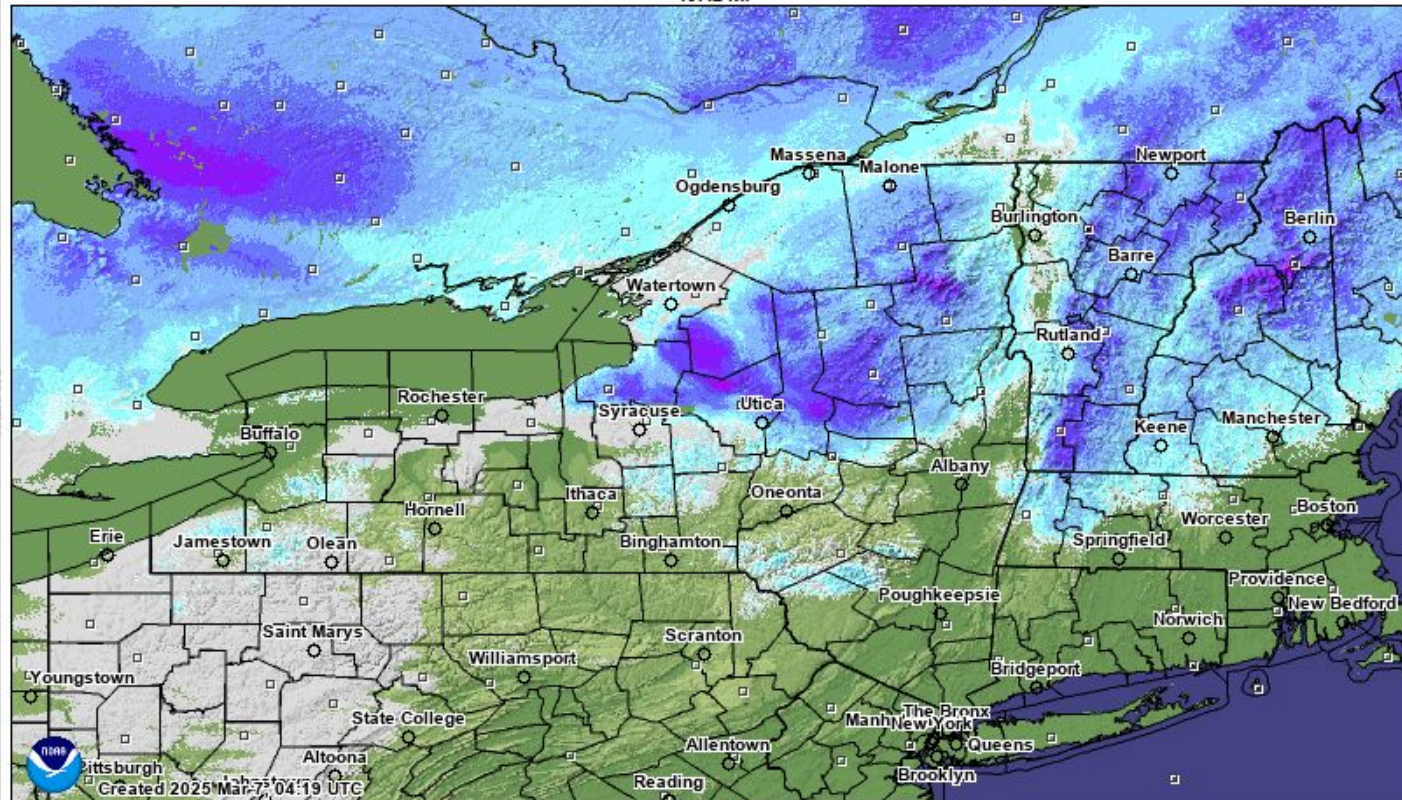 Massena
Malone
Newport
Ogdensburg
Burlington
Berlin
Barre
Watertown
Rutland
Rochester
Syracuse
Utica
Manchester
Keene
Buffalo
Albany
Ithaca
Oneonta
Hornell
Worcester
Boston
Erie
Jamestown
Olean
Binghamton
Springfield
Providence
Poughkeepsie
New Bedford
Norwich
Saint Marys
Scranton
Williamsport
Bridgeport
Youngstown
State College
The Bronx
New York
Allentown
Queens
Altoona
NOAA
ittsburgh
Brooklyn
Reading
Created 2025 Mar 7, 04:19 UTC